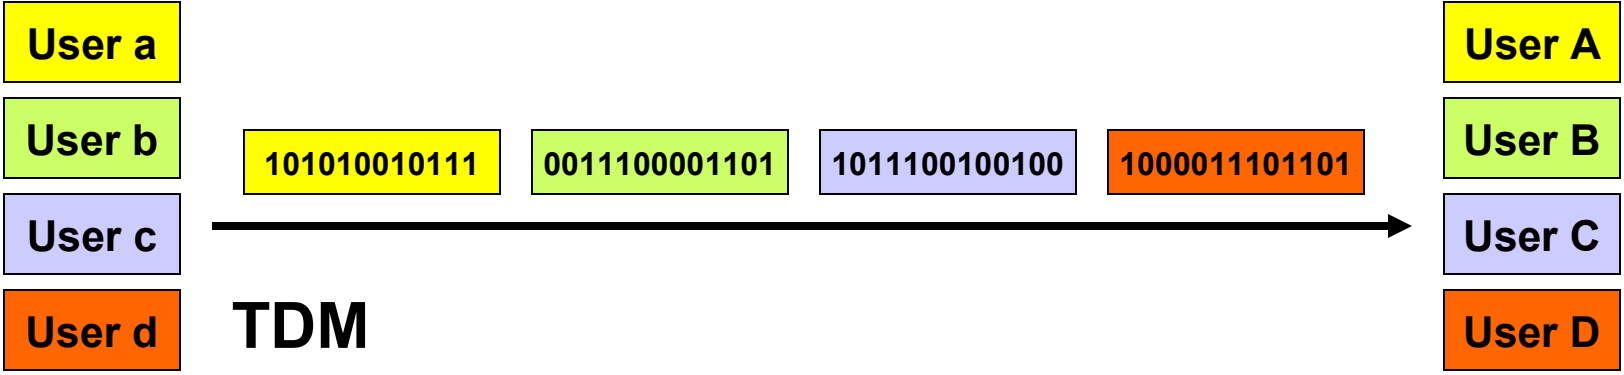 User a
User b
User c
User d
101010010111
0011100001101
1011100100100
1000011101101
TDM
User A
User B
User C
User D